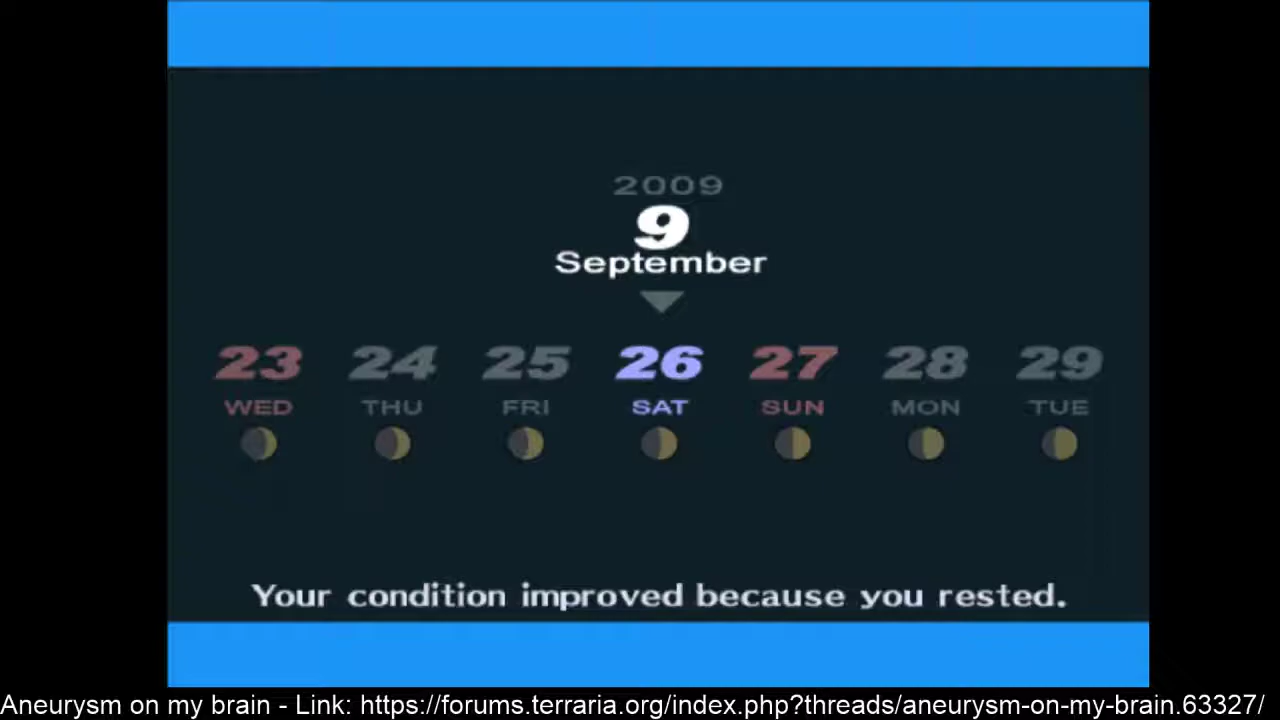 2009
9
September
23 24 25 26 27 28 29
WED THU FRI SAT SUN MON TUE
Your condition improved because you rested.
Aneurysm on my brain - Link: https://forums.terraria.org/index.php?threads/aneurysm-on-my-brain.63327/